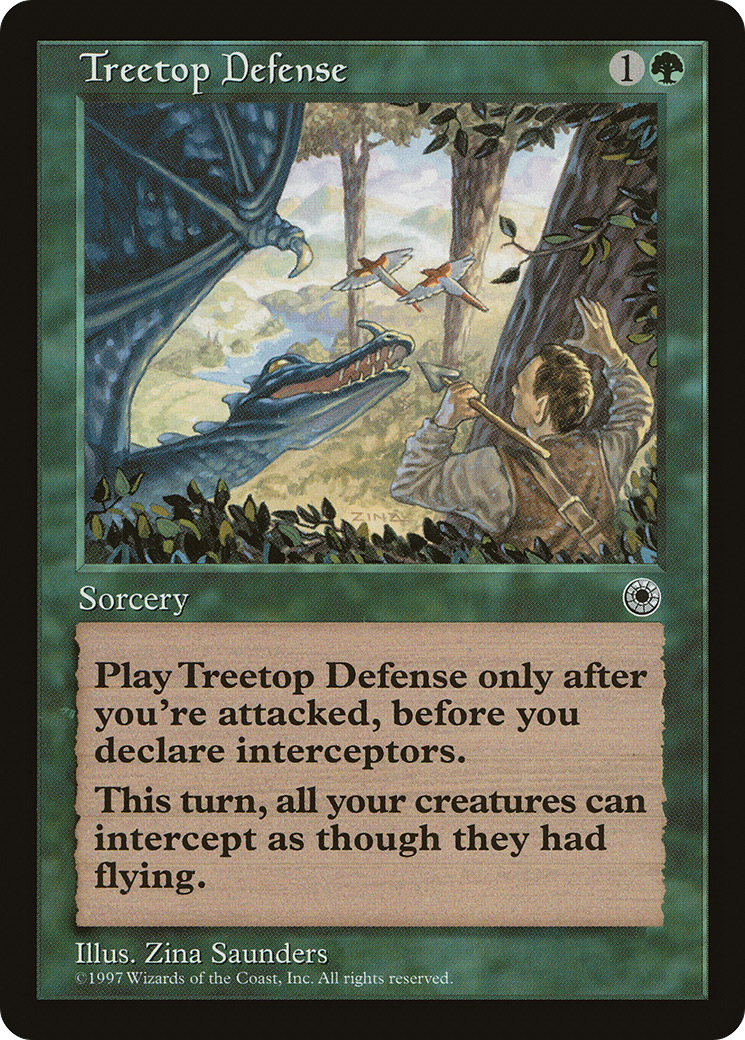 Treetop Defense 1
ZINA
Sorcery
Play Treetop Defense only after
you're attacked, before you
declare interceptors.
This turn, all your creatures can
intercept as though they had
flying.
Illus. Zina Saunders
©1997 Wizards of the Coast, Inc. All rights reserved.